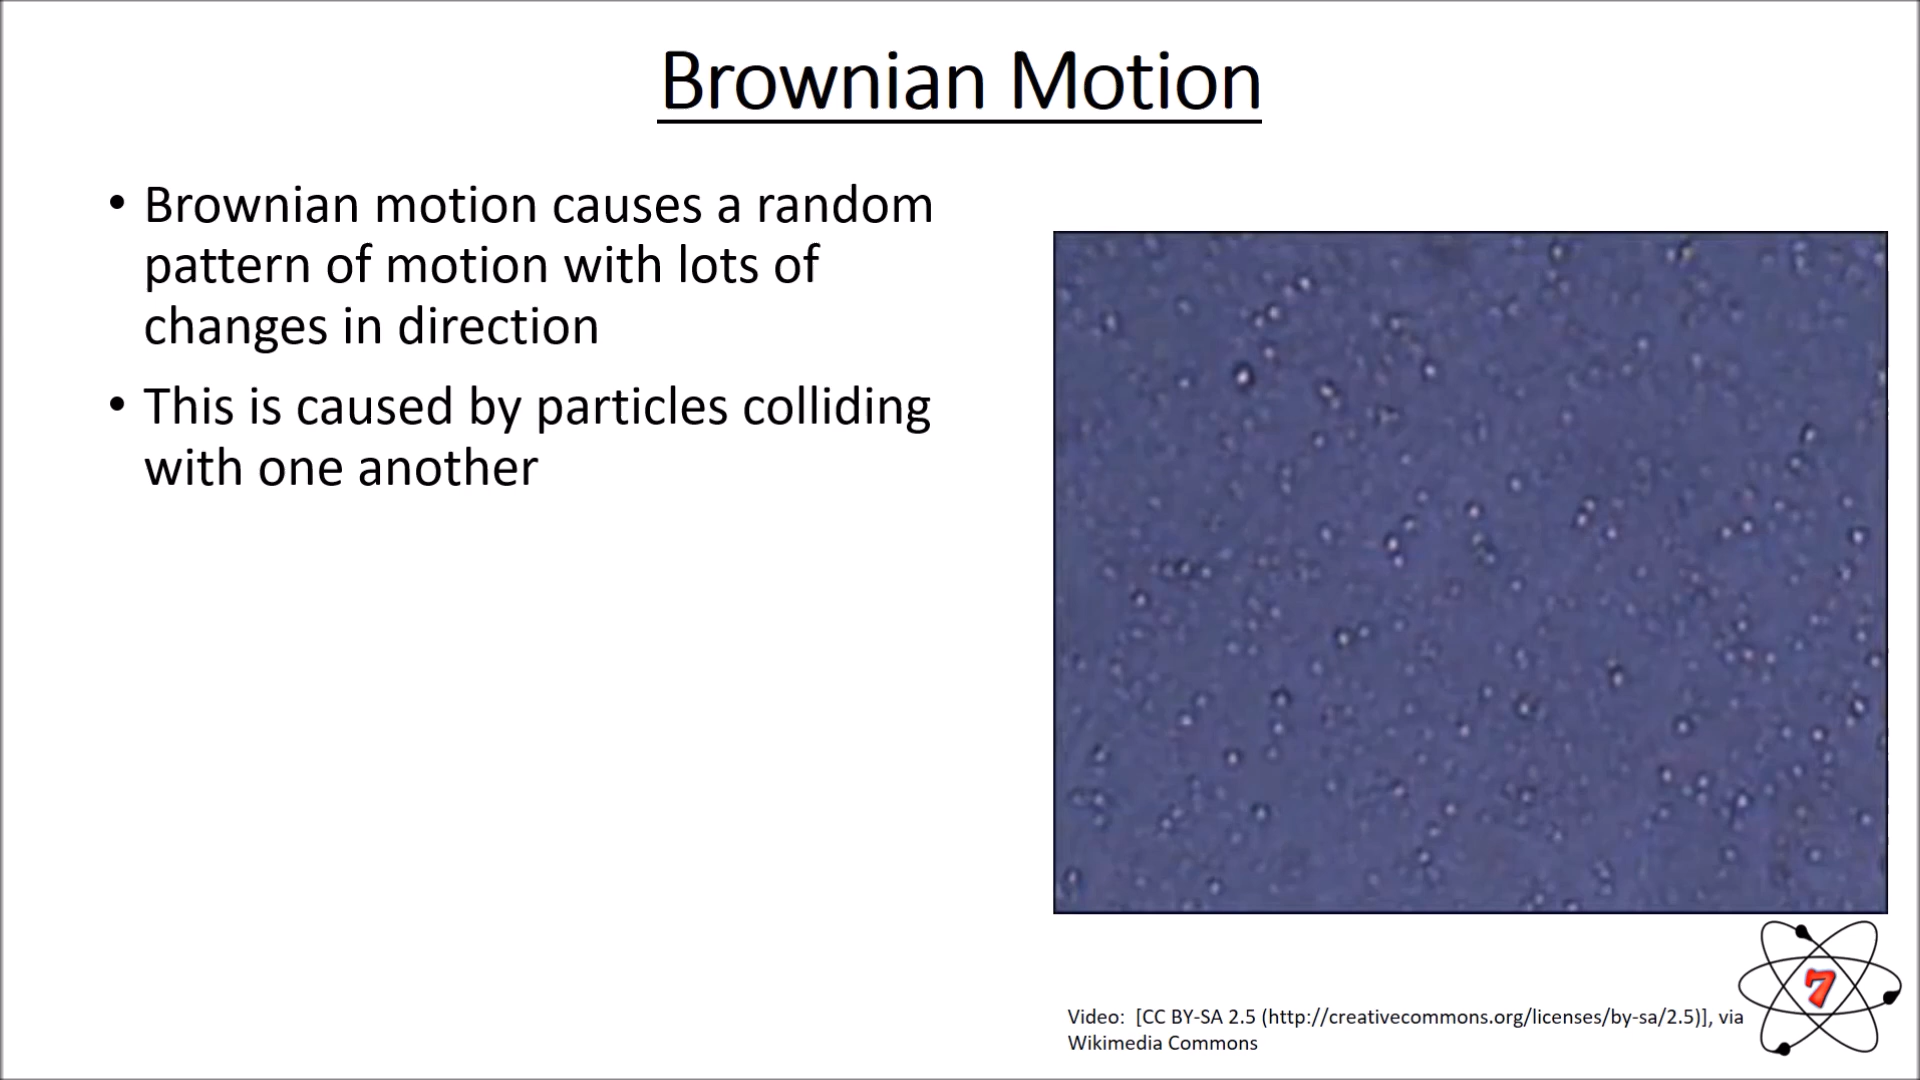 Brownian Motion
• Brownian motion causes a random
pattern of motion with lots of
changes in direction
• This is caused by particles colliding
with one another
7
Video:  [CC BY-SA 2.5 (http://creativecommons.org/licenses/by-sa/2.5)], via
Wikimedia Commons